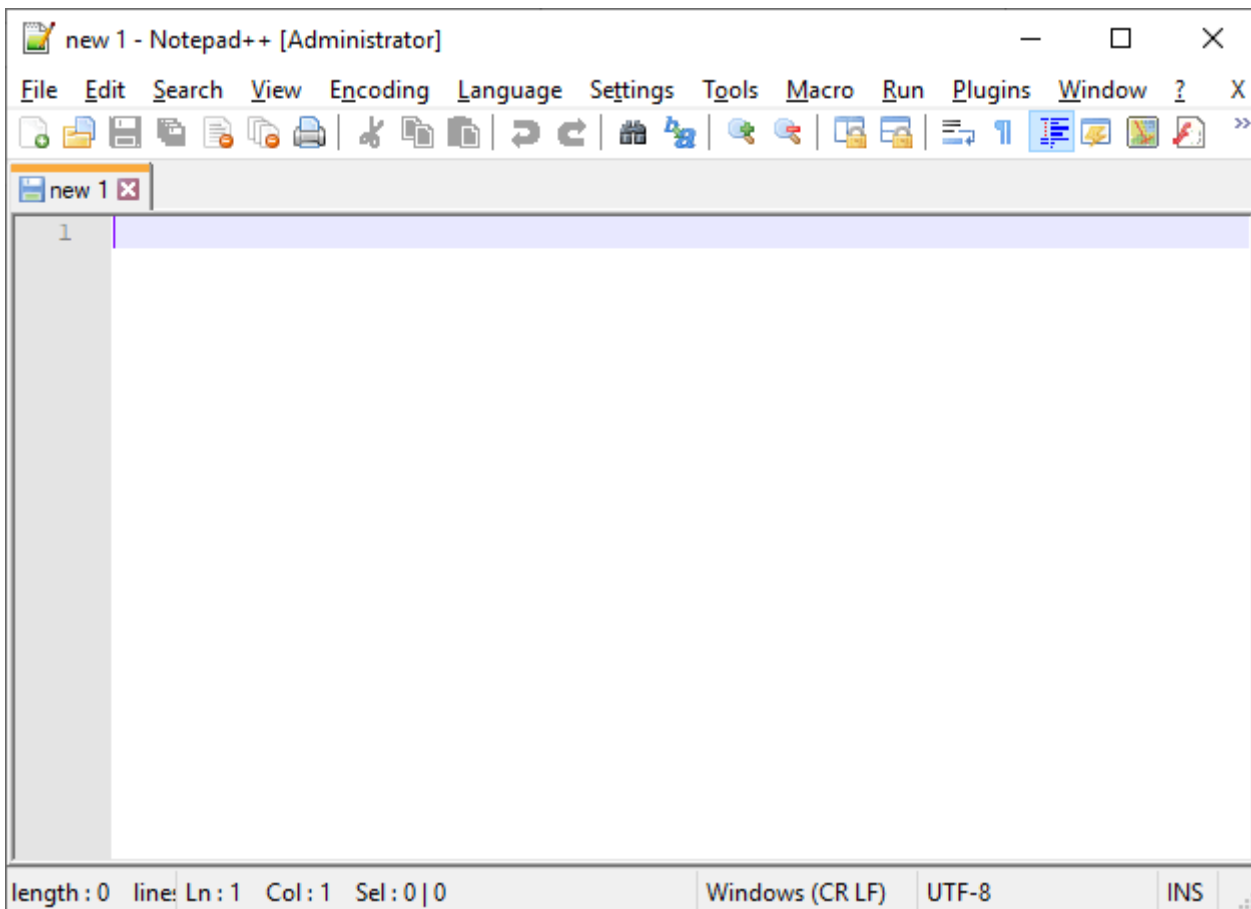 new 1 - Notepad++ [Administrator]
File Edit Search View Encoding Language Settings Tools Macro Run Plugins Window ? X
new 1
1
length : 0 line: Ln : 1 Col : 1 Sel : 0 | 0 Windows (CR LF) UTF-8 INS